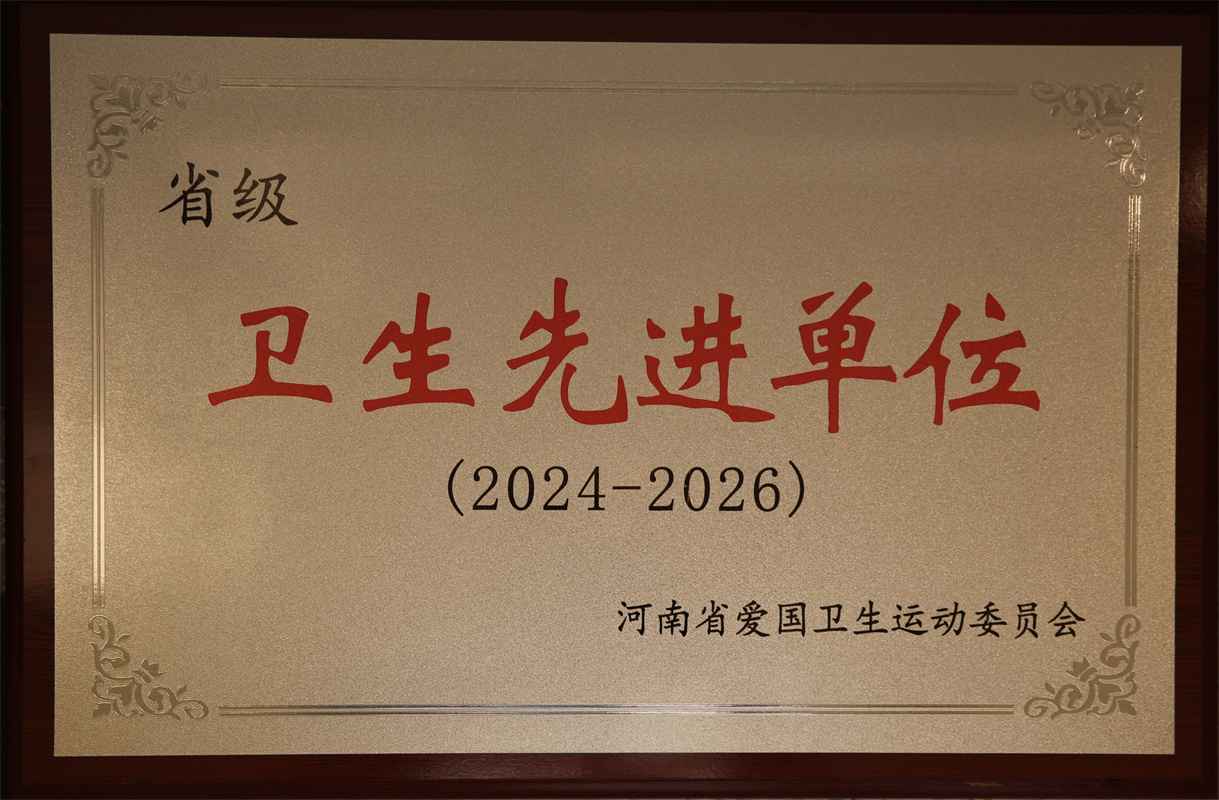 省级
卫生先进单位
(2024-2026)
河南省爱国卫生运动委员会